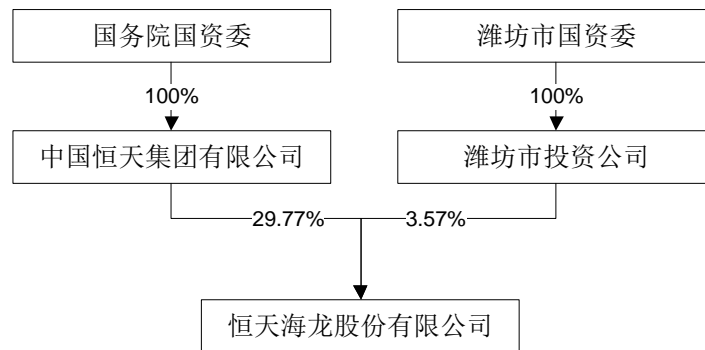 国务院国资委
潍坊市国资委
100%
100%
中国恒天集团有限公司
潍坊市投资公司
29.77%
3.57%
恒天海龙股份有限公司